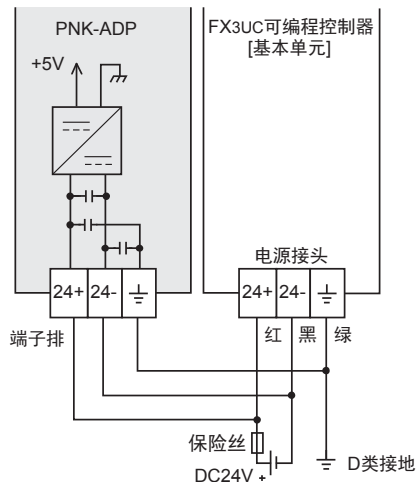 PNK-ADP
FX3UC可编程控制器
[基本单元]
+5V
电源接头
24+ 24-
24+ 24-
端子排
红 黑 绿
保险丝
DC24V +
D类接地